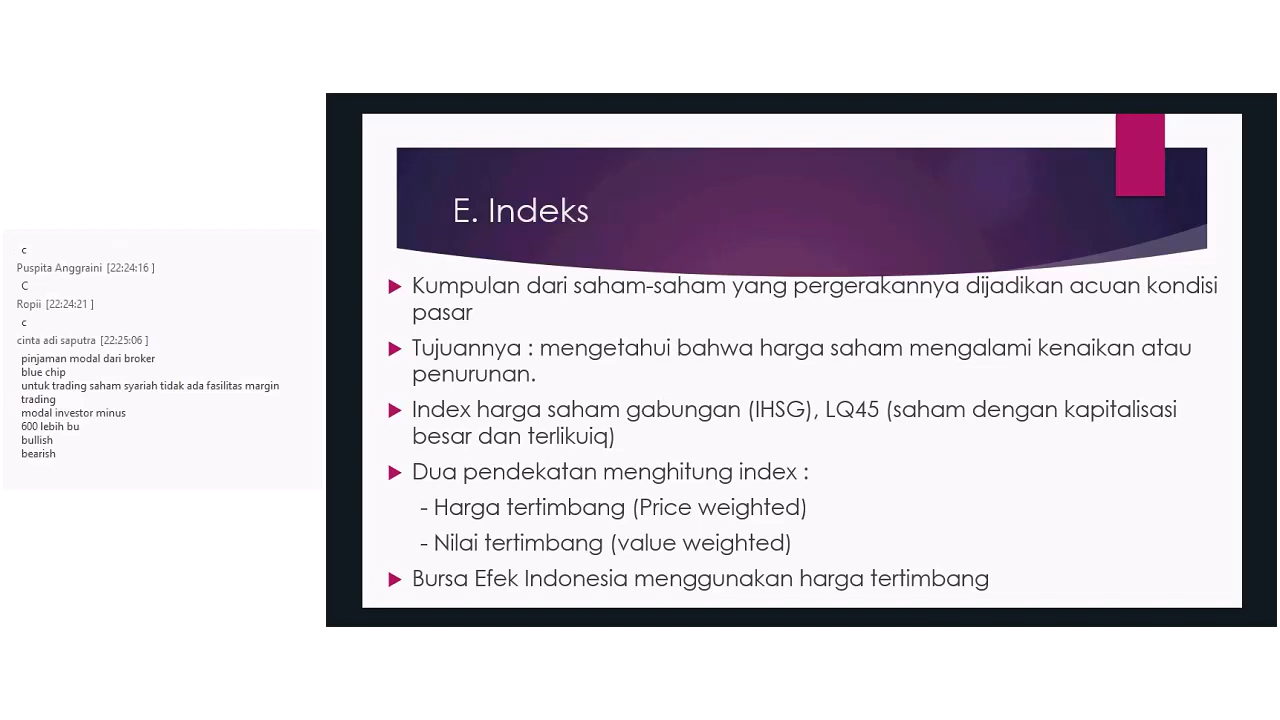 c
Puspita Anggraini [22:24:16 ]
C
Ropii [22:24:21 ]
c
cinta adi saputra [22:25:06 ]
pinjaman modal dari broker
blue chip
untuk trading saham syariah tidak ada fasilitas margin
trading
modal investor minus
600 lebih bu
bullish
bearish
E. Indeks
Kumpulan dari saham-saham yang pergerakannya dijadikan acuan kondisi
pasar
Tujuannya : mengetahui bahwa harga saham mengalami kenaikan atau
penurunan.
Index harga saham gabungan (IHSG), LQ45 (saham dengan kapitalisasi
besar dan terlikuiq)
Dua pendekatan menghitung index :
- Harga tertimbang (Price weighted)
- Nilai tertimbang (value weighted)
Bursa Efek Indonesia menggunakan harga tertimbang